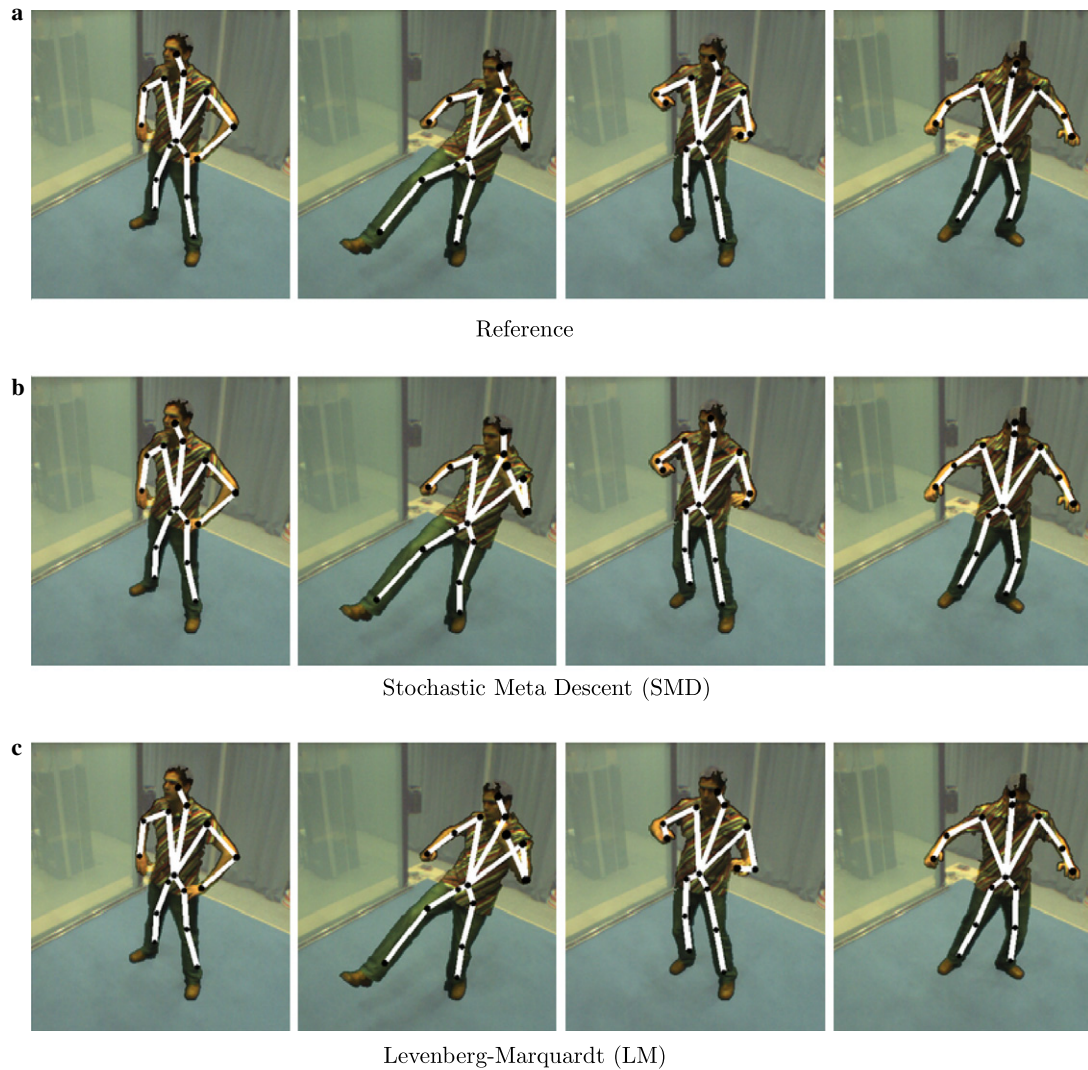 a
Reference
b
Stochastic Meta Descent (SMD)
c
Levenberg-Marquardt (LM)